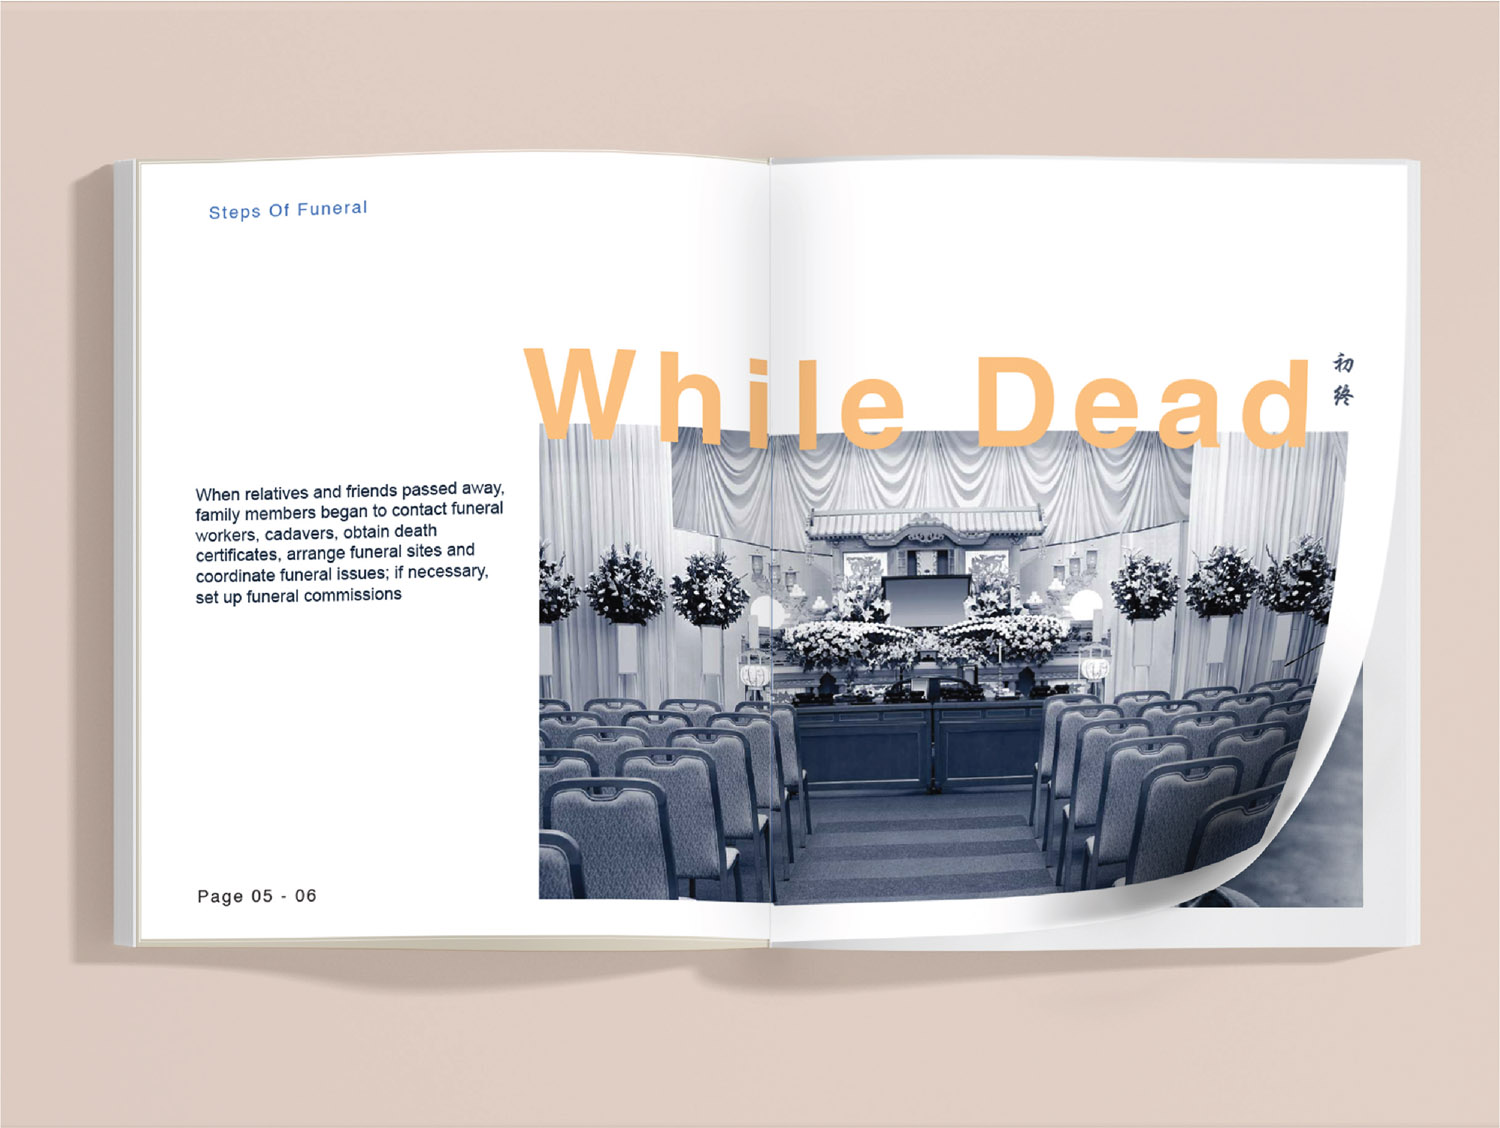 Steps Of Funeral
While Dead
初終
When relatives and friends passed away,
family members began to contact funeral
workers, cadavers, obtain death
certificates, arrange funeral sites and
coordinate funeral issues; if necessary,
set up funeral commissions
Page 05 - 06